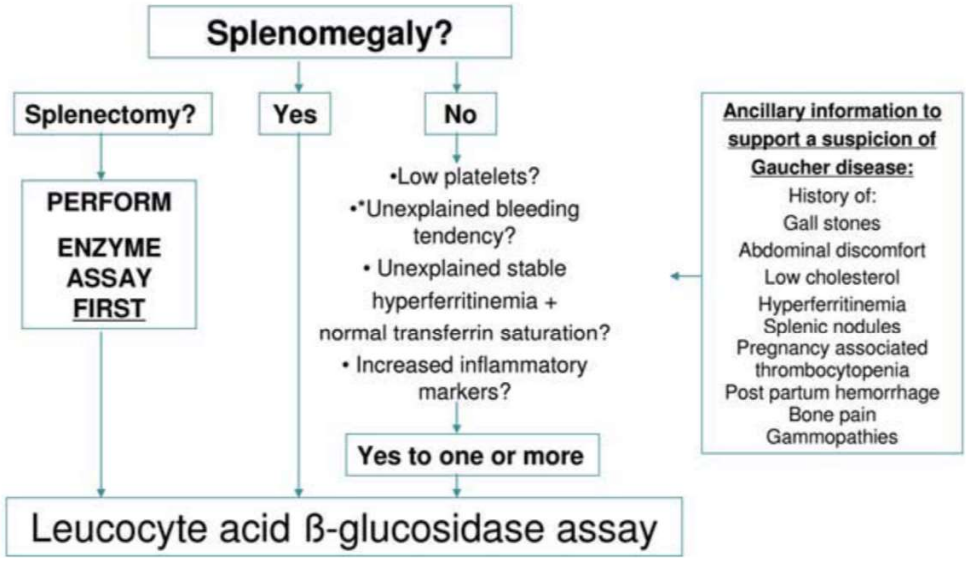 Splenomegaly?
Splenectomy?
Yes
No
PERFORM
ENZYME
ASSAY
FIRST
•Low platelets?
•*Unexplained bleeding
tendency?
• Unexplained stable
hyperferritinemia +
normal transferrin saturation?
• Increased inflammatory
markers?
Yes to one or more
Ancillary information to
support a suspicion of
Gaucher disease:
History of:
Gall stones
Abdominal discomfort
Low cholesterol
Hyperferritinemia
Splenic nodules
Pregnancy associated
thrombocytopenia
Post partum hemorrhage
Bone pain
Gammopathies
Leucocyte acid ß-glucosidase assay